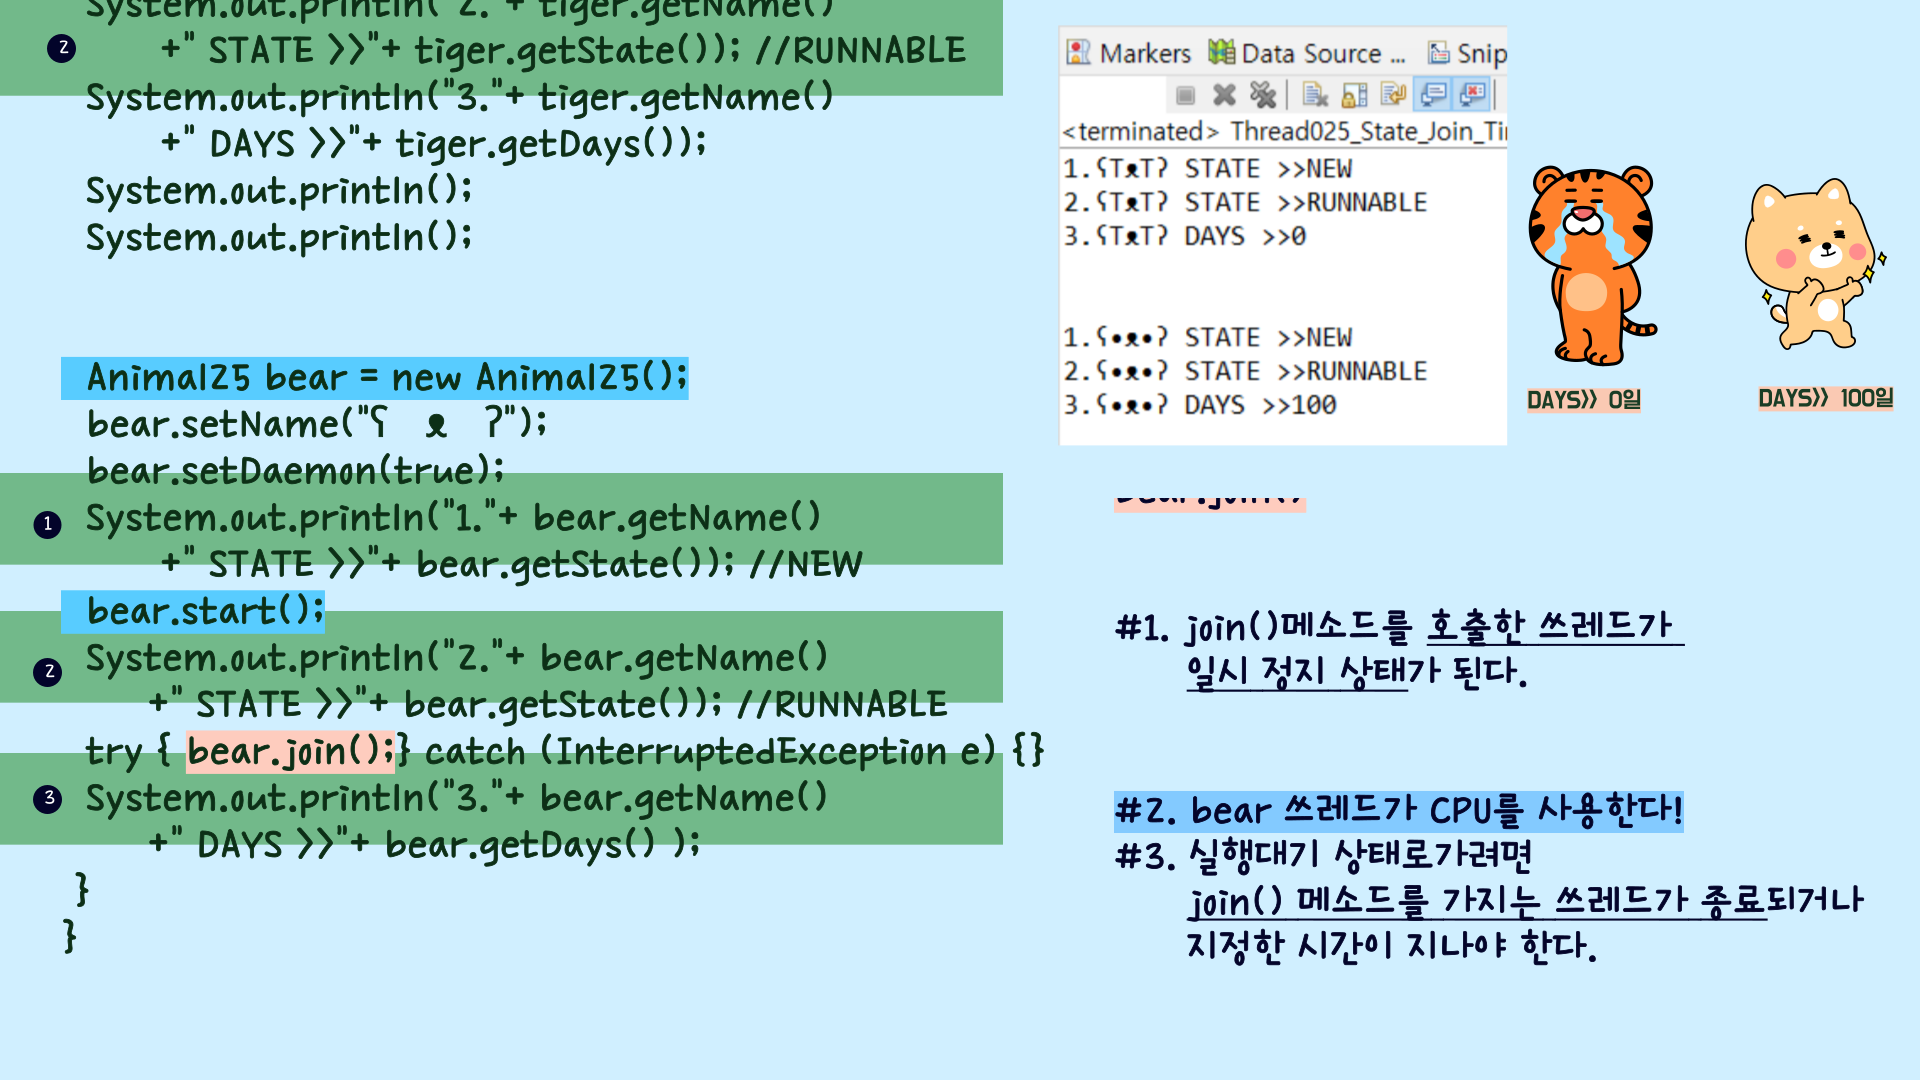 System.out.println("2."+ tiger.getName()
2
+" STATE >>"+ tiger.getState()); //RUNNABLE
System.out.println("3."+ tiger.getName()
+" DAYS >>"+ tiger.getDays());
System.out.println();
System.out.println();
Animal25 bear = new Animal25();
bear.setName("ʕ ᴥ ʔ");
bear.setDaemon(true);
1
System.out.println("1."+ bear.getName()
+" STATE >>"+ bear.getState()); //NEW
bear.start();
2
System.out.println("2."+ bear.getName()
+" STATE >>"+ bear.getState()); //RUNNABLE
try { bear.join();} catch (InterruptedException e) {}
3
System.out.println("3."+ bear.getName()
+" DAYS >>"+ bear.getDays() );
}
}
Markers Data Source ... Snip
<terminated> Thread025_State_Join_Ti
1.ʕTᴥTʔ STATE >>NEW
2.ʕTᴥTʔ STATE >>RUNNABLE
3.ʕTᴥTʔ DAYS >>0
1.ʕ•ᴥ•ʔ STATE >>NEW
2.ʕ•ᴥ•ʔ STATE >>RUNNABLE
3.ʕ•ᴥ•ʔ DAYS >>100
DAYS>> 0일
DAYS>> 100일
bear.join()
#1. join()메소드를 호출한 쓰레드가
일시 정지 상태가 된다.
#2. bear 쓰레드가 CPU를 사용한다!
#3. 실행대기 상태로가려면
join() 메소드를 가지는 쓰레드가 종료되거나
지정한 시간이 지나야 한다.